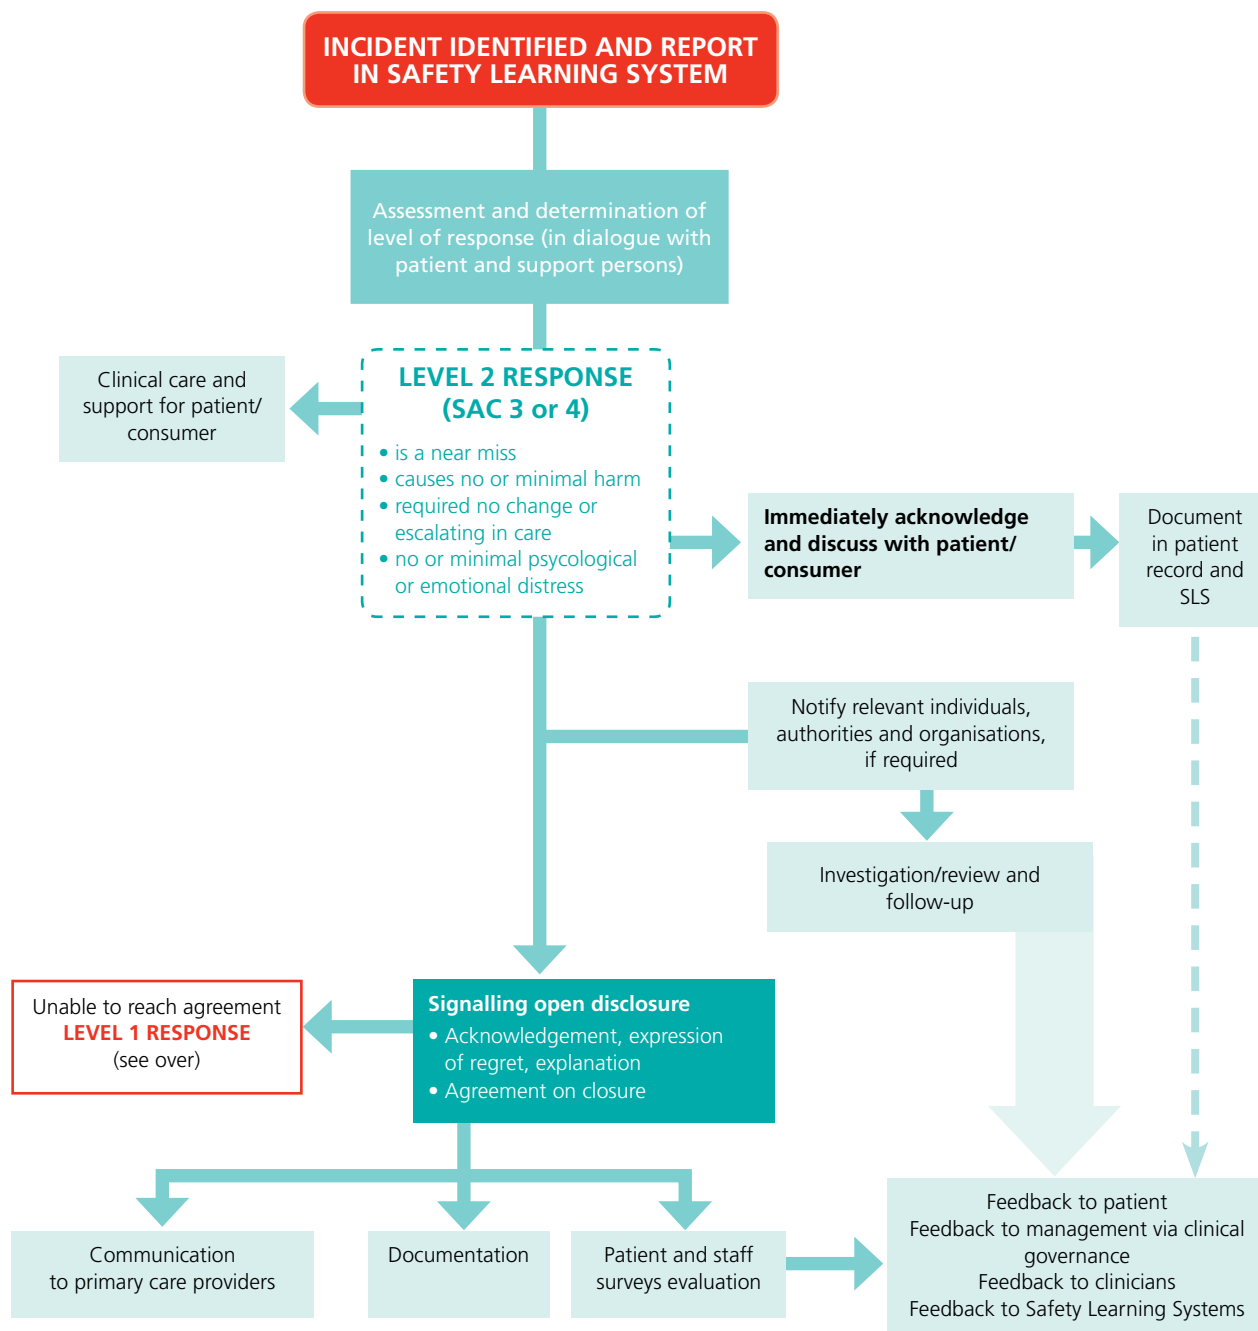 INCIDENT IDENTIFIED AND REPORT
IN SAFETY LEARNING SYSTEM
Assessment and determination of
level of response (in dialogue with
patient and support persons)
Clinical care and
support for patient/
consumer
LEVEL 2 RESPONSE
(SAC 3 or 4)
• is a near miss
• causes no or minimal harm
• required no change or
escalating in care
• no or minimal psycological
or emotional distress
Immediately acknowledge
and discuss with patient/
consumer
Document
in patient
record and
SLS
Notify relevant individuals,
authorities and organisations,
if required
Investigation/review and
follow-up
Unable to reach agreement
LEVEL 1 RESPONSE
(see over)
Signalling open disclosure
• Acknowledgement, expression
of regret, explanation
• Agreement on closure
Communication
to primary care providers
Documentation
Patient and staff
surveys evaluation
Feedback to patient
Feedback to management via clinical
governance
Feedback to clinicians
Feedback to Safety Learning Systems